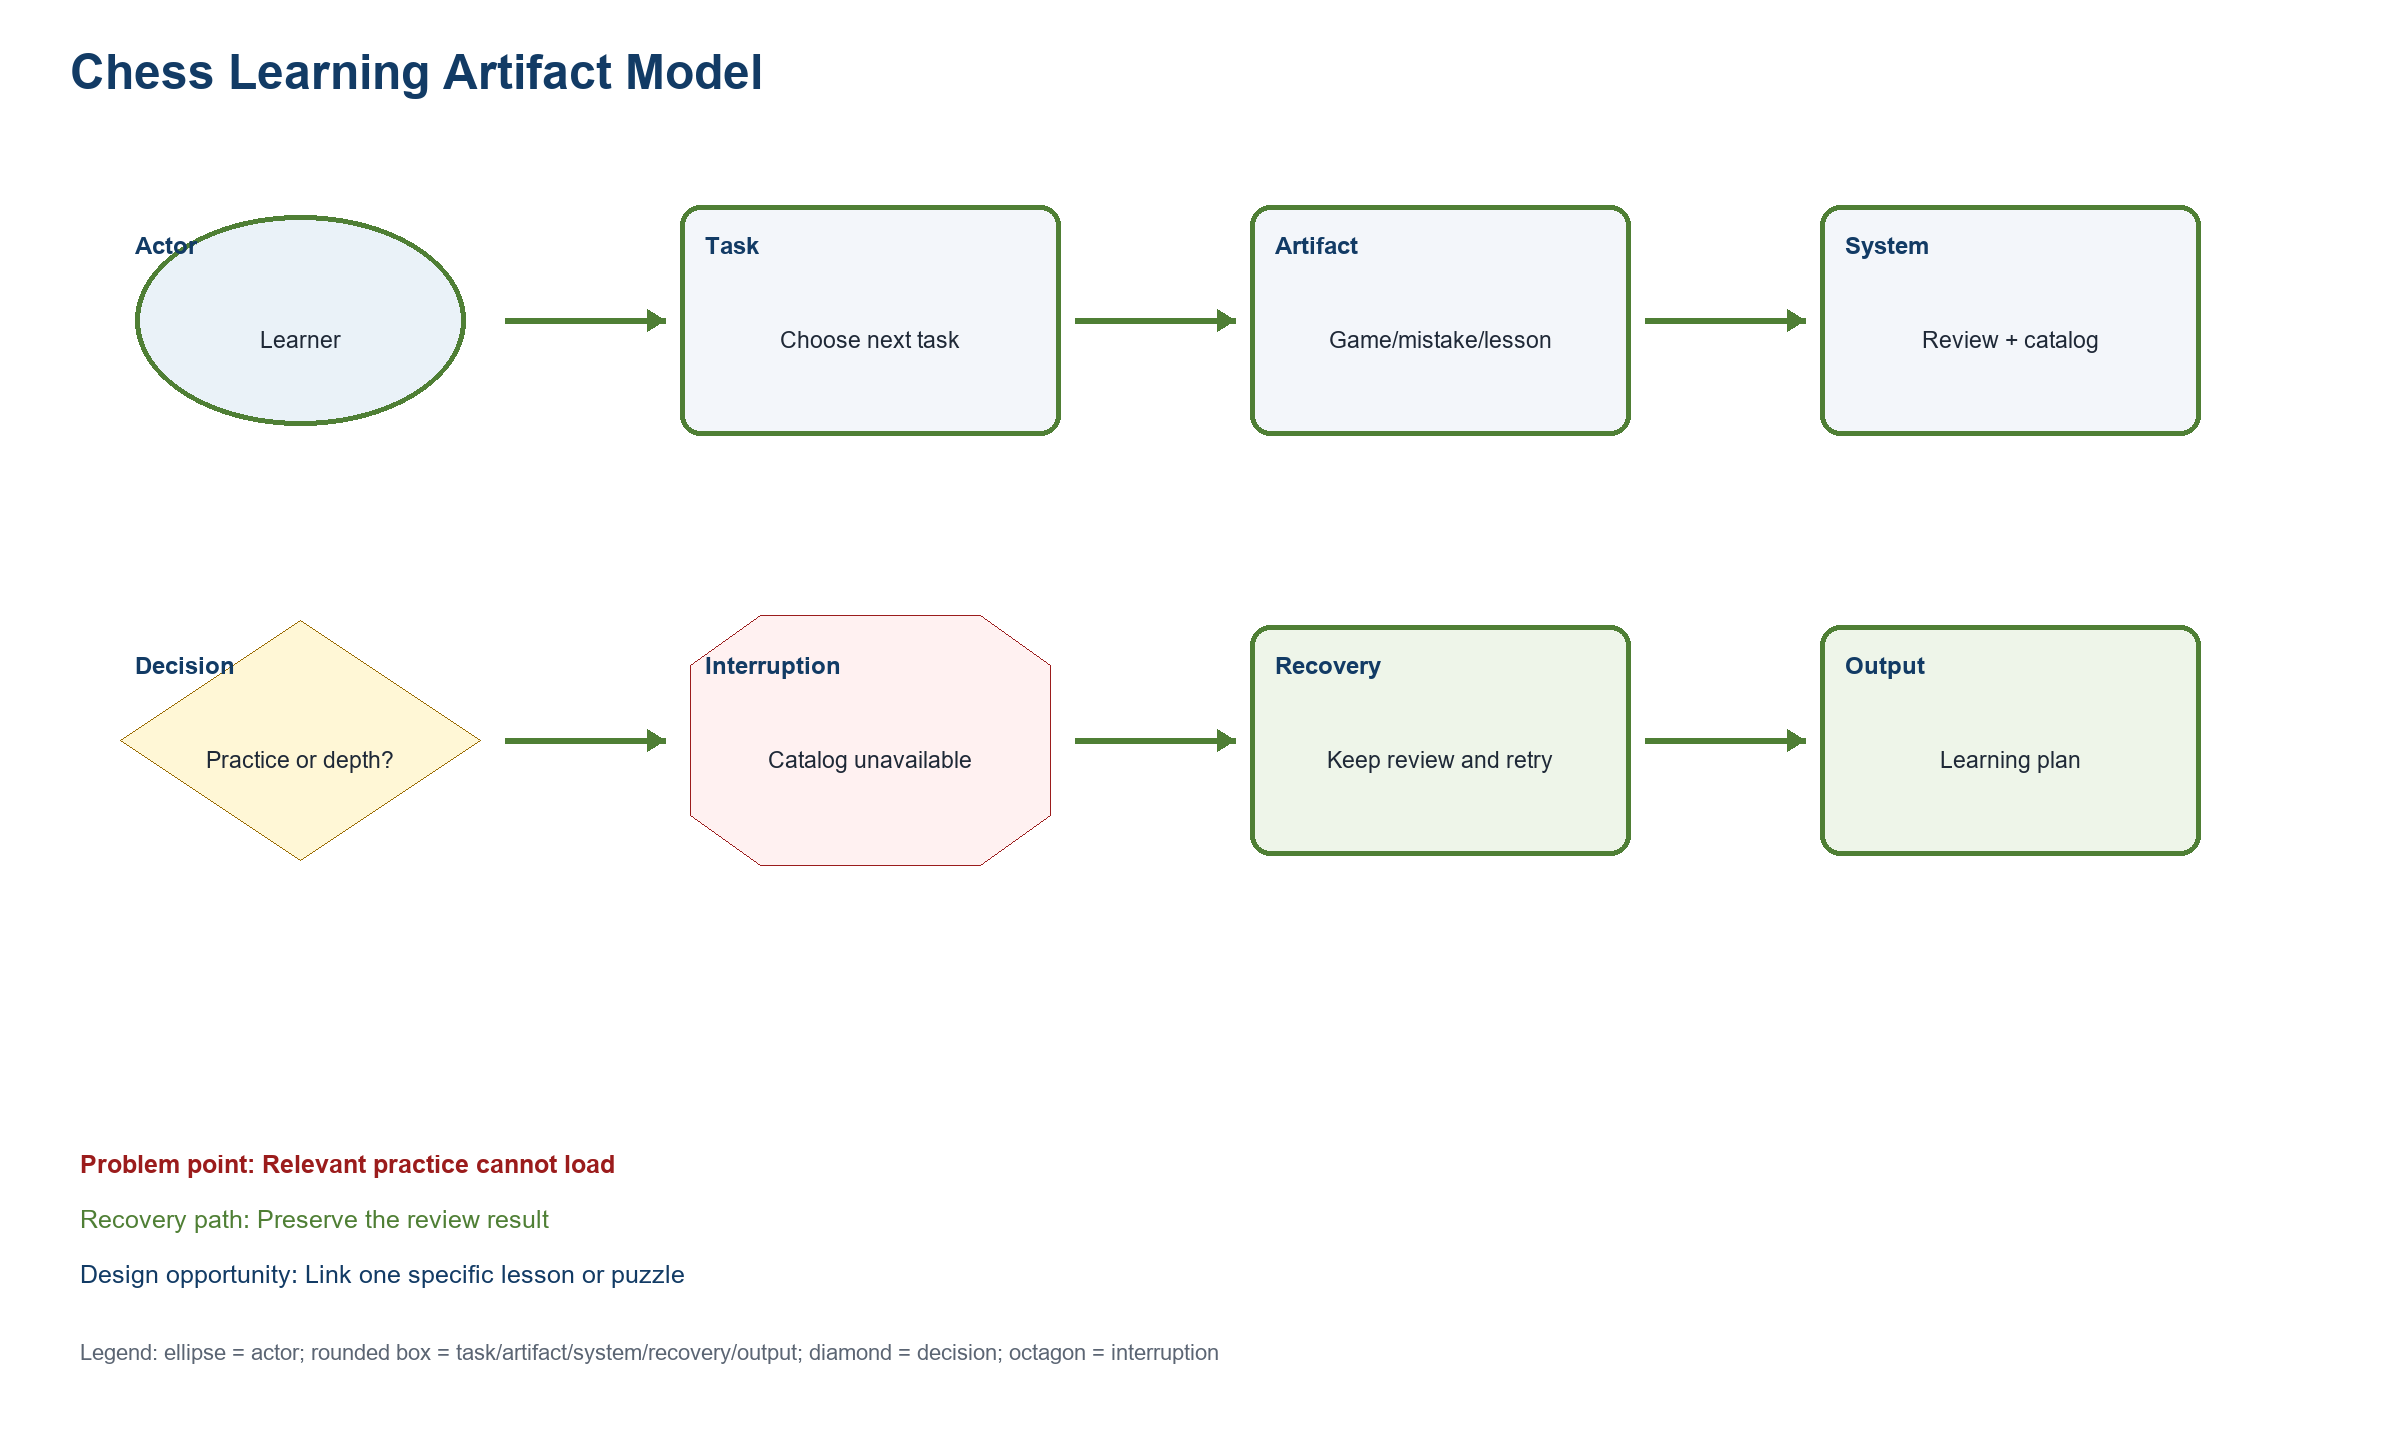 Chess Learning Artifact Model
Actor
Learner
Task
Choose next task
Artifact
Game/mistake/lesson
System
Review + catalog
Decision
Practice or depth?
Interruption
Catalog unavailable
Recovery
Keep review and retry
Output
Learning plan
Problem point: Relevant practice cannot load
Recovery path: Preserve the review result
Design opportunity: Link one specific lesson or puzzle
Legend: ellipse = actor; rounded box = task/artifact/system/recovery/output; diamond = decision; octagon = interruption